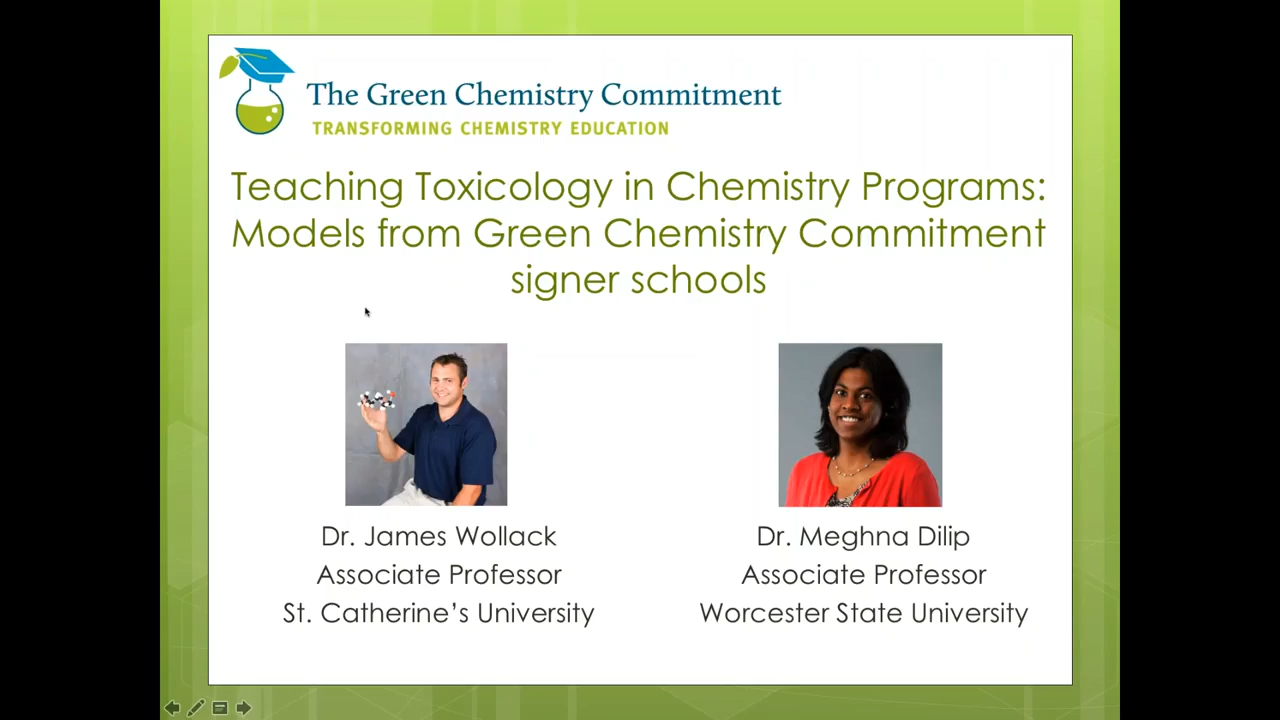 The Green Chemistry Commitment
TRANSFORMING CHEMISTRY EDUCATION
Teaching Toxicology in Chemistry Programs:
Models from Green Chemistry Commitment
signer schools
Dr. James Wollack
Associate Professor
St. Catherine’s University
Dr. Meghna Dilip
Associate Professor
Worcester State University